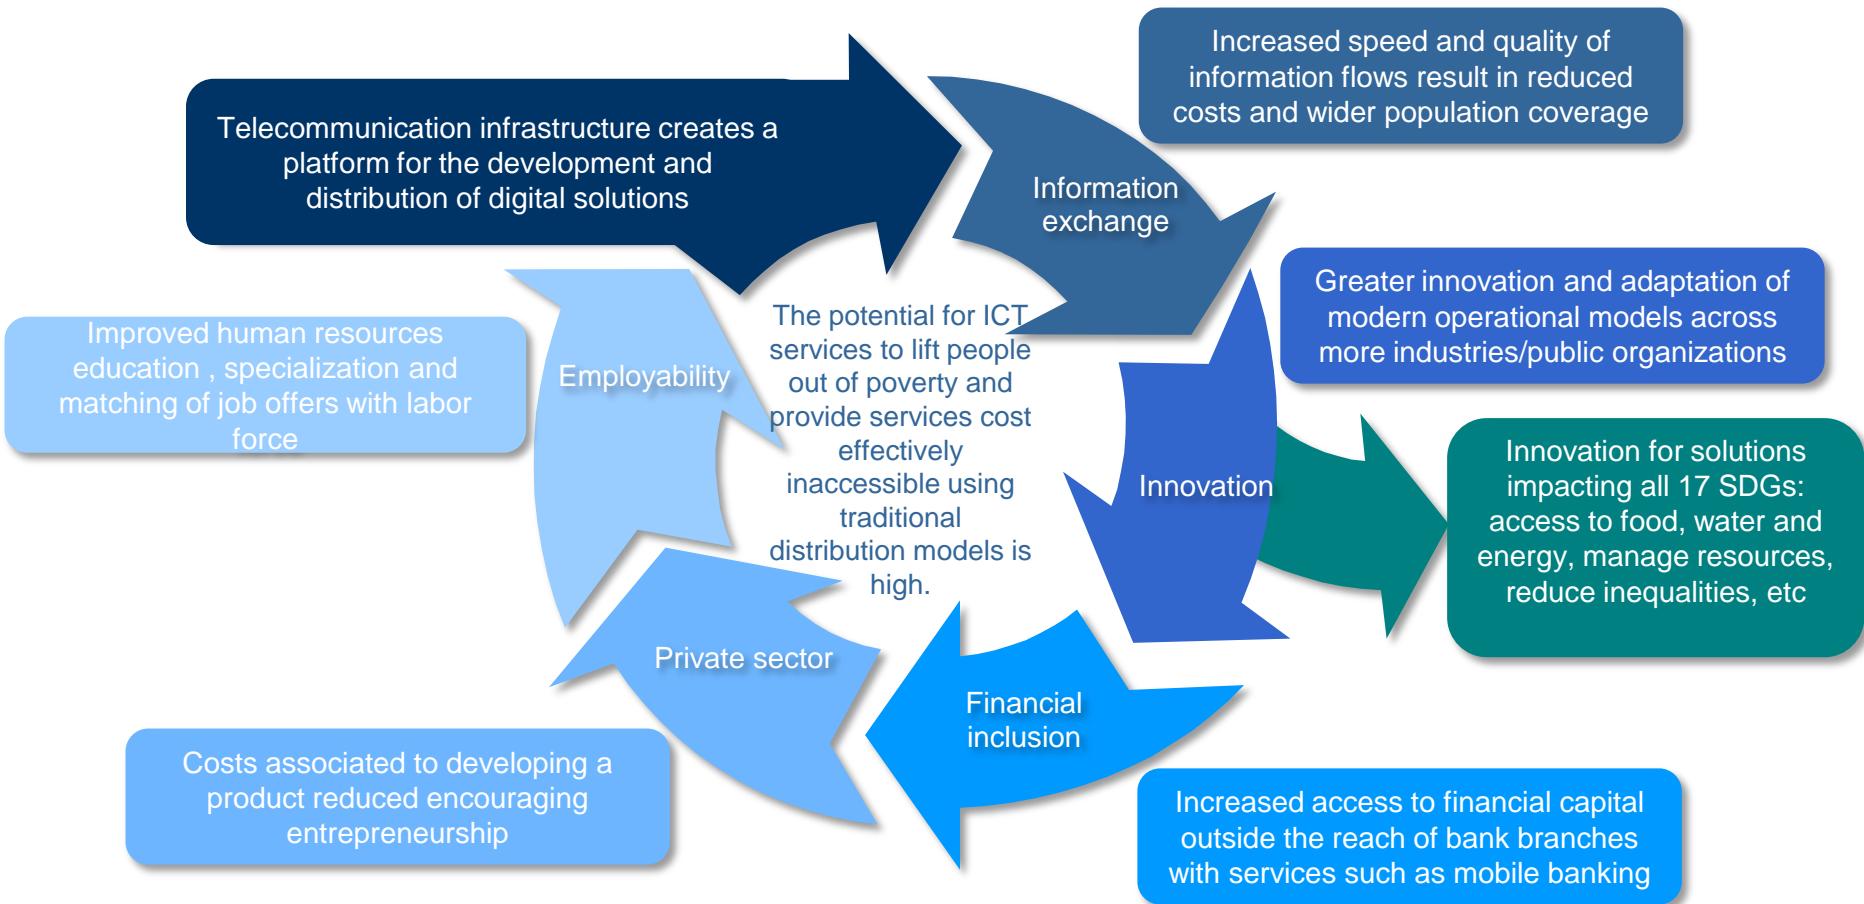 Increased speed and quality of
information flows result in reduced
costs and wider population coverage
Telecommunication infrastructure creates a
platform for the development and
distribution of digital solutions
Information
exchange
Greater innovation and adaptation of
modern operational models across
more industries/public organizations
The potential for ICT
services to lift people
out of poverty and
provide services cost
effectively
inaccessible using
traditional
distribution models is
high.
Improved human resources
education , specialization and
matching of job offers with labor
force
Employability
Innovation
Innovation for solutions
impacting all 17 SDGs:
access to food, water and
energy, manage resources,
reduce inequalities, etc
Private sector
Financial
inclusion
Costs associated to developing a
product reduced encouraging
entrepreneurship
Increased access to financial capital
outside the reach of bank branches
with services such as mobile banking